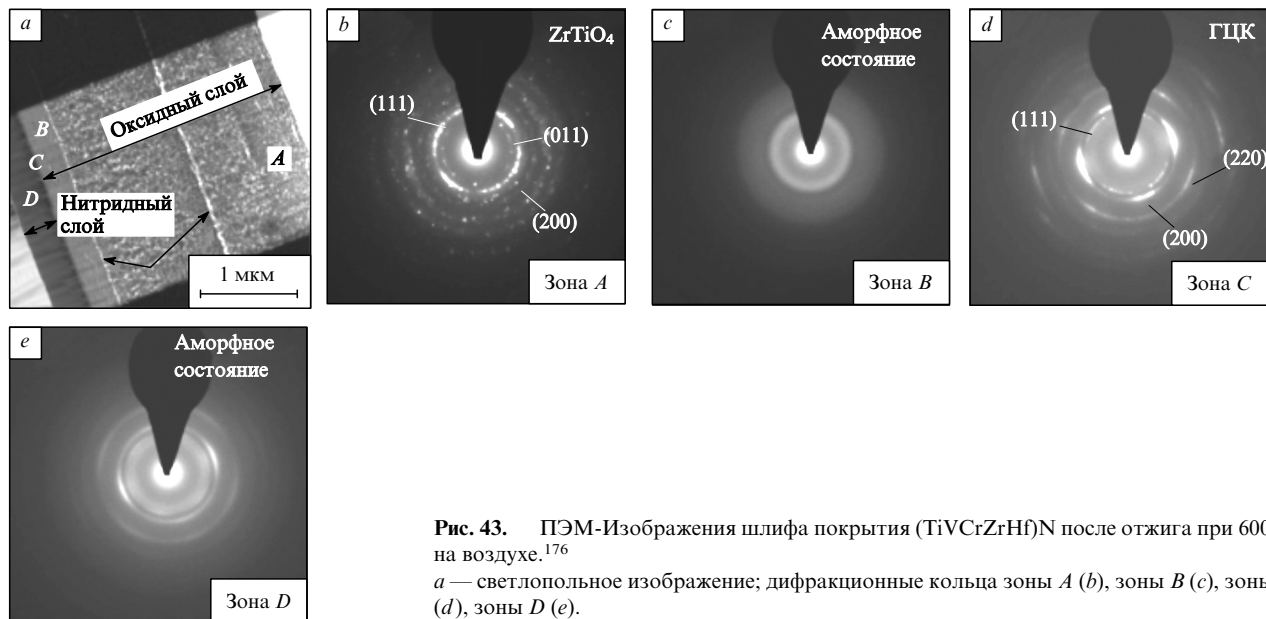 a
B
C
D
Оксидный слой
A
Нитридный
слой
1 мкм
b
ZrTiO4
(111)
(011)
(200)
Зона A
c
Аморфное
состояние
Зона B
d
ГЦК
(111)
(220)
(200)
Зона C
e
Аморфное
состояние
Зона D
Рис. 43. ПЭМ-Изображения шлифа покрытия (TiVCrZrHf)N после отжига при 600
на воздухе.176
a — светлопольное изображение; дифракционные кольца зоны A (b), зоны B (c), зоны
(d), зоны D (e).